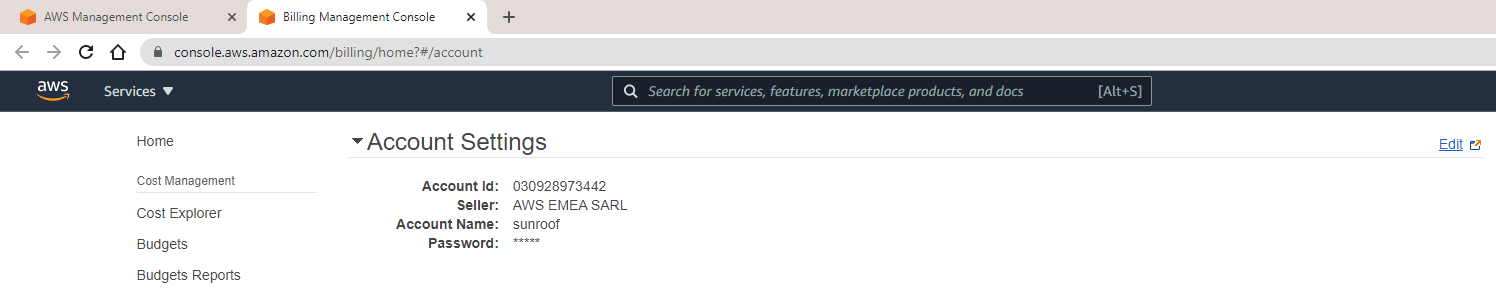 AWS Management Console
Billing Management Console
console.aws.amazon.com/billing/home?#/account
aws
Services
Search for services, features, marketplace products, and docs [Alt+S]
Home
Cost Management
Cost Explorer
Budgets
Budgets Reports
Account Settings
Edit
Account Id: 030928973442
Seller: AWS EMEA SARL
Account Name: sunroof
Password: *****